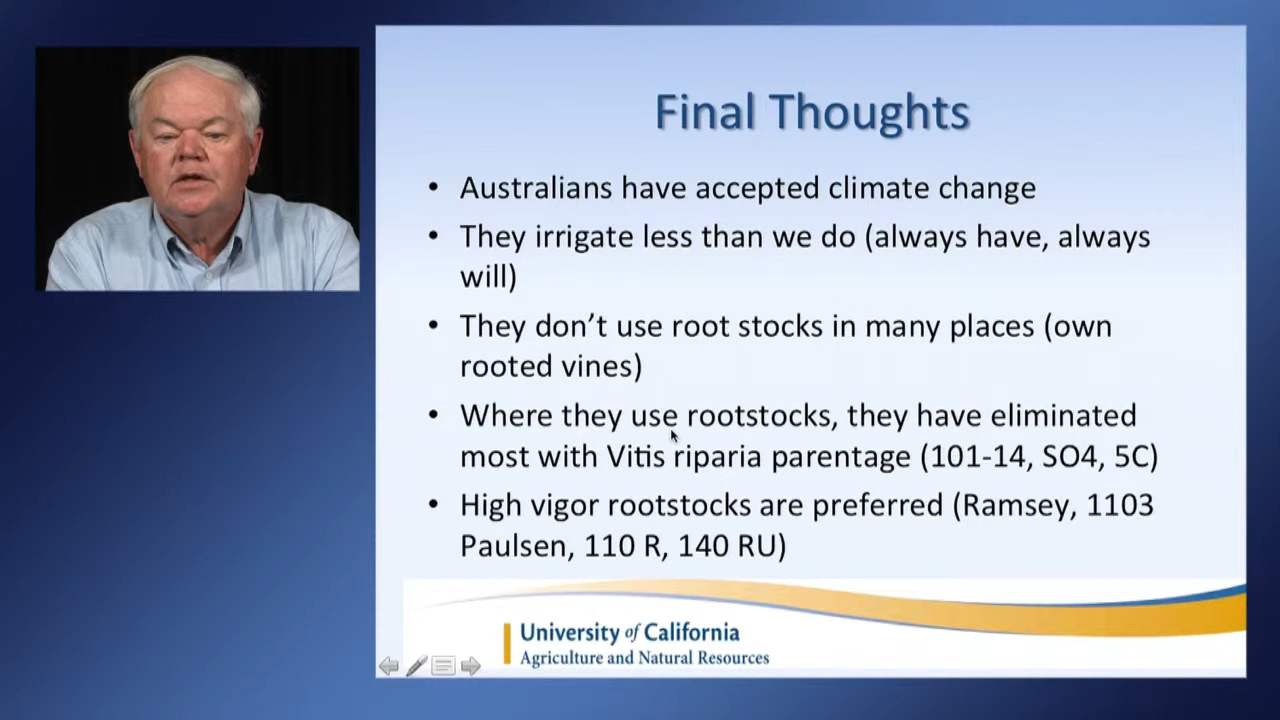 Final Thoughts
• Australians have accepted climate change
• They irrigate less than we do (always have, always
will)
• They don’t use root stocks in many places (own
rooted vines)
• Where they use rootstocks, they have eliminated
most with Vitis riparia parentage (101-14, SO4, 5C)
• High vigor rootstocks are preferred (Ramsey, 1103
Paulsen, 110 R, 140 RU)
University of California
Agriculture and Natural Resources